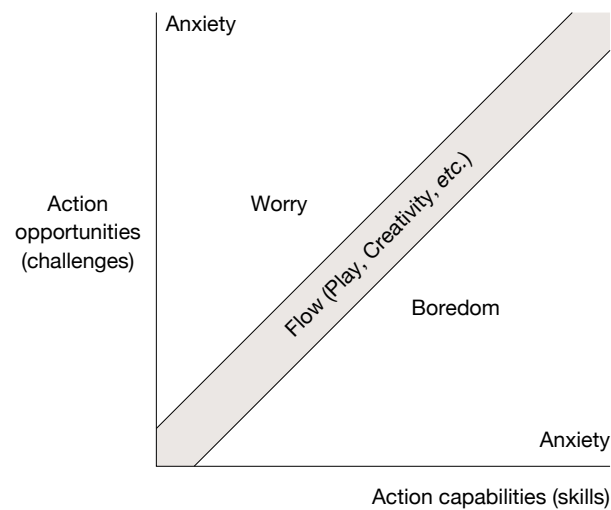 Anxiety
Action
opportunities
(challenges)
Worry
Flow (Play, Creativity, etc.)
Boredom
Anxiety
Action capabilities (skills)